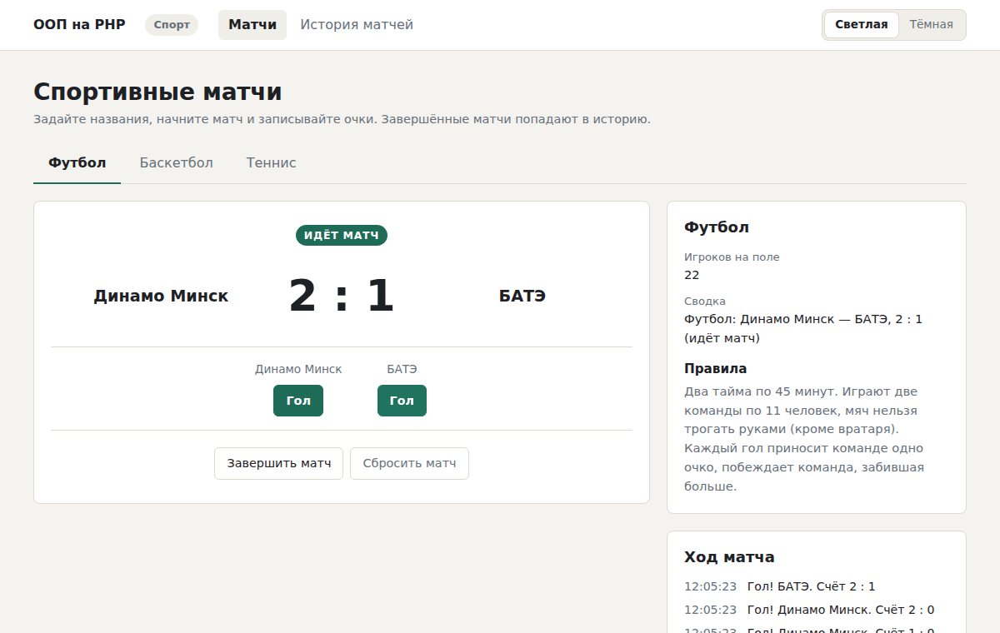 ООП на PHP
Спорт
Матчи
История матчей
Светлая
Тёмная
Спортивные матчи
Задайте названия, начните матч и записывайте очки. Завершённые матчи попадают в историю.
Футбол
Баскетбол
Теннис
ИДЁТ МАТЧ
Динамо Минск
2 : 1
БАТЭ
Динамо Минск
БАТЭ
Гол
Гол
Завершить матч
Сбросить матч
Футбол
Игроков на поле
22
Сводка
Футбол: Динамо Минск — БАТЭ, 2 : 1
(идёт матч)
Правила
Два тайма по 45 минут. Играют две
команды по 11 человек, мяч нельзя
трогать руками (кроме вратаря).
Каждый гол приносит команде одно
очко, побеждает команда, забившая
больше.
Ход матча
12:05:23 Гол! БАТЭ. Счёт 2 : 1
12:05:23 Гол! Динамо Минск. Счёт 2 : 0
12:05:23 Гол! Динамо Минск. Счёт 1 : 0